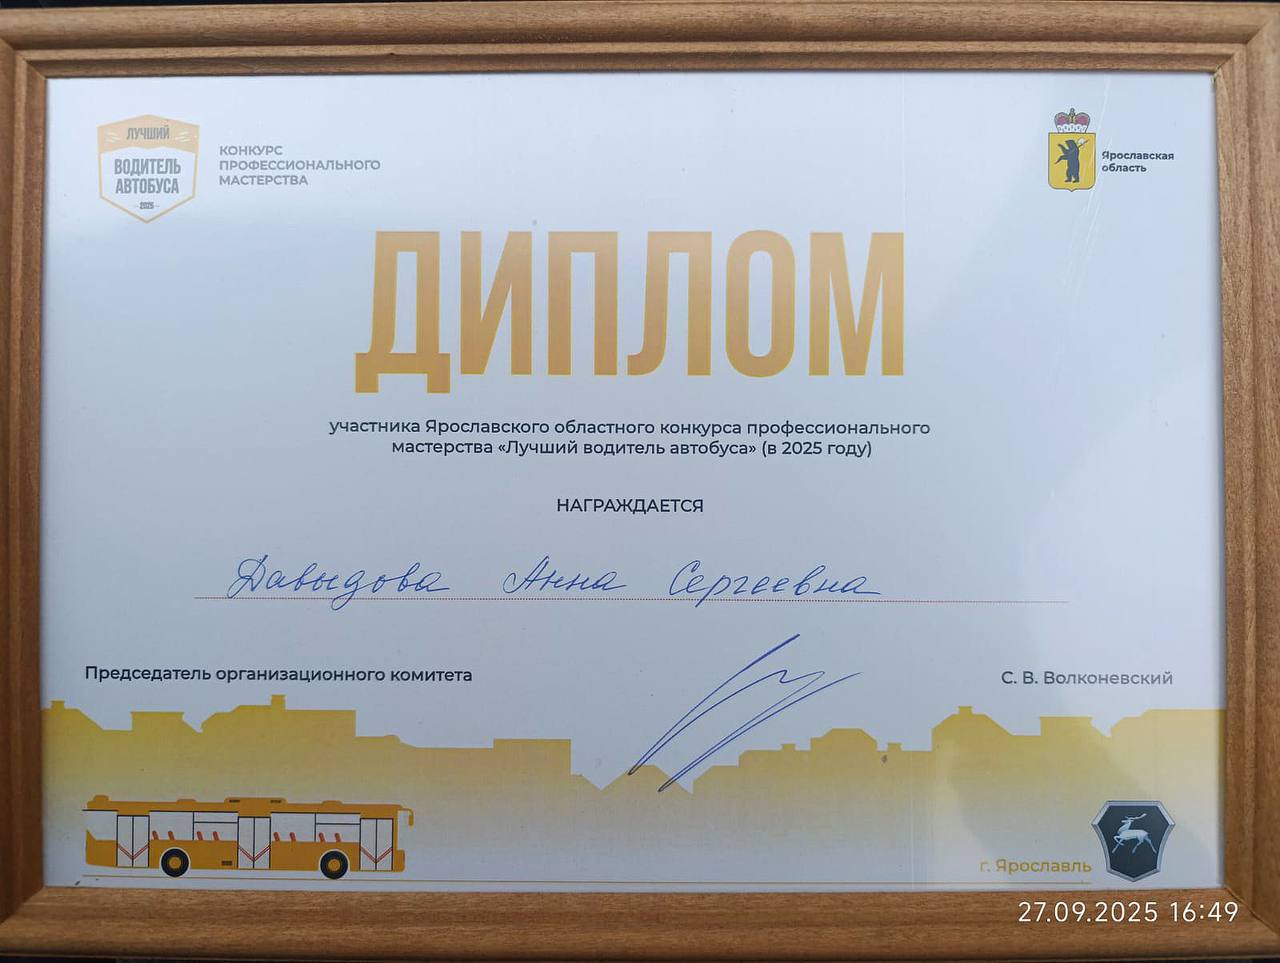 ЛУЧШИЙ
ВОДИТЕЛЬ
АВТОБУСА
2025
КОНКУРС
ПРОФЕССИОНАЛЬНОГО
МАСТЕРСТВА
Ярославская
область
ДИПЛОМ
участника Ярославского областного конкурса профессионального
мастерства «Лучший водитель автобуса» (в 2025 году)
НАГРАЖДАЕТСЯ
Давыдова Анна Сергеевна
Председатель организационного комитета
С. В. Волконевский
г. Ярославль
27.09.2025 16:49